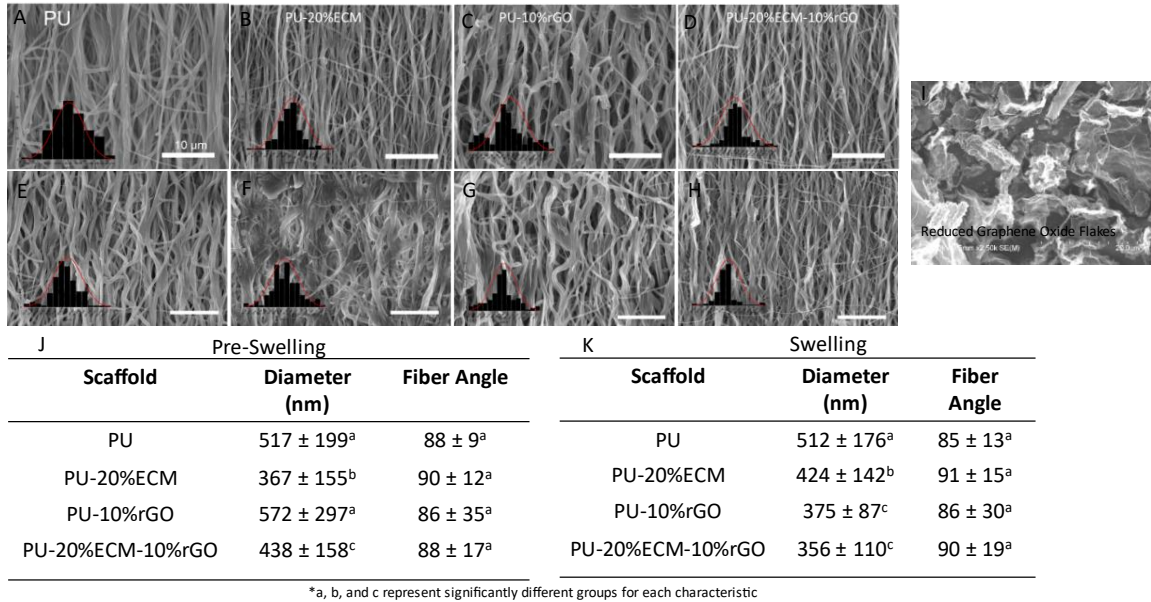 A PU
B PU-20%ECM
C PU-10%rGO
D PU-20%ECM-10%rGO
10 μm
E
F
G
H
I
Reduced Graphene Oxide Flakes
x2.50k SE(M) 20.0
J Pre-Swelling
Scaffold Diameter (nm) Fiber Angle
PU 517 ± 199ᵃ 88 ± 9ᵃ
PU-20%ECM 367 ± 155ᵇ 90 ± 12ᵃ
PU-10%rGO 572 ± 297ᵃ 86 ± 35ᵃ
PU-20%ECM-10%rGO 438 ± 158ᶜ 88 ± 17ᵃ
K Swelling
Scaffold Diameter (nm) Fiber Angle
PU 512 ± 176ᵃ 85 ± 13ᵃ
PU-20%ECM 424 ± 142ᵇ 91 ± 15ᵃ
PU-10%rGO 375 ± 87ᶜ 86 ± 30ᵃ
PU-20%ECM-10%rGO 356 ± 110ᶜ 90 ± 19ᵃ
*a, b, and c represent significantly different groups for each characteristic